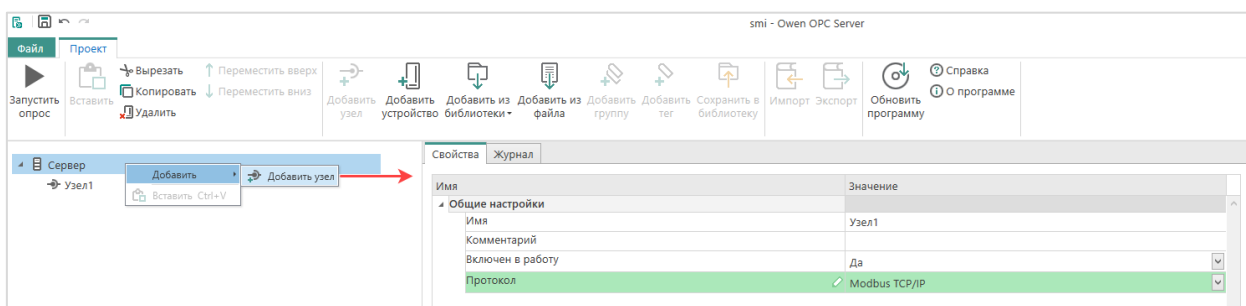 smi - Owen OPC Server
Файл Проект
Запустить опрос
Вставить
Вырезать
Копировать
Удалить
Переместить вверх
Переместить вниз
Добавить узел
Добавить устройство
Добавить из библиотеки
Добавить из файла
Добавить группу
Добавить тег
Сохранить в библиотеку
Импорт
Экспорт
Обновить программу
Справка
О программе
Сервер
Узел1
Добавить
Добавить узел
Вставить Ctrl+V
Свойства Журнал
Имя Значение
Общие настройки
Имя Узел1
Комментарий
Включен в работу Да
Протокол Modbus TCP/IP